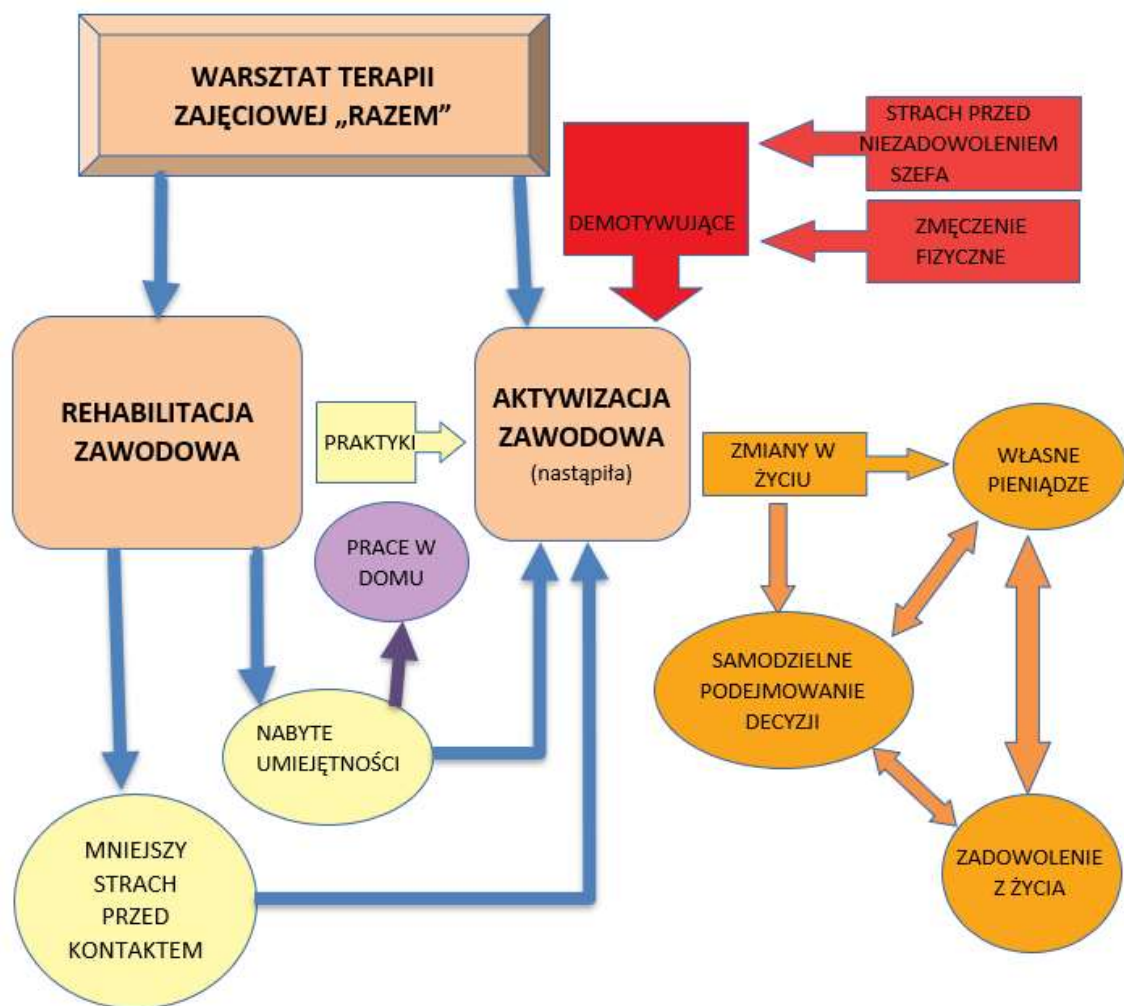 WARSZTAT TERAPII
ZAJĘCIOWEJ „RAZEM”
STRACH PRZED
NIEZADOWOLENIEM
SZEFA
DEMOTYWUJĄCE
ZMĘCZENIE
FIZYCZNE
REHABILITACJA
ZAWODOWA
PRAKTYKI
AKTYWIZACJA
ZAWODOWA
(nastąpiła)
ZMIANY W
ŻYCIU
WŁASNE
PIENIĄDZE
PRACE W
DOMU
SAMODZIELNE
PODEJMOWANIE
DECYZJI
NABYTE
UMIEJĘTNOŚCI
MNIEJSZY
STRACH
PRZED
KONTAKTEM
ZADOWOLENIE
Z ŻYCIA